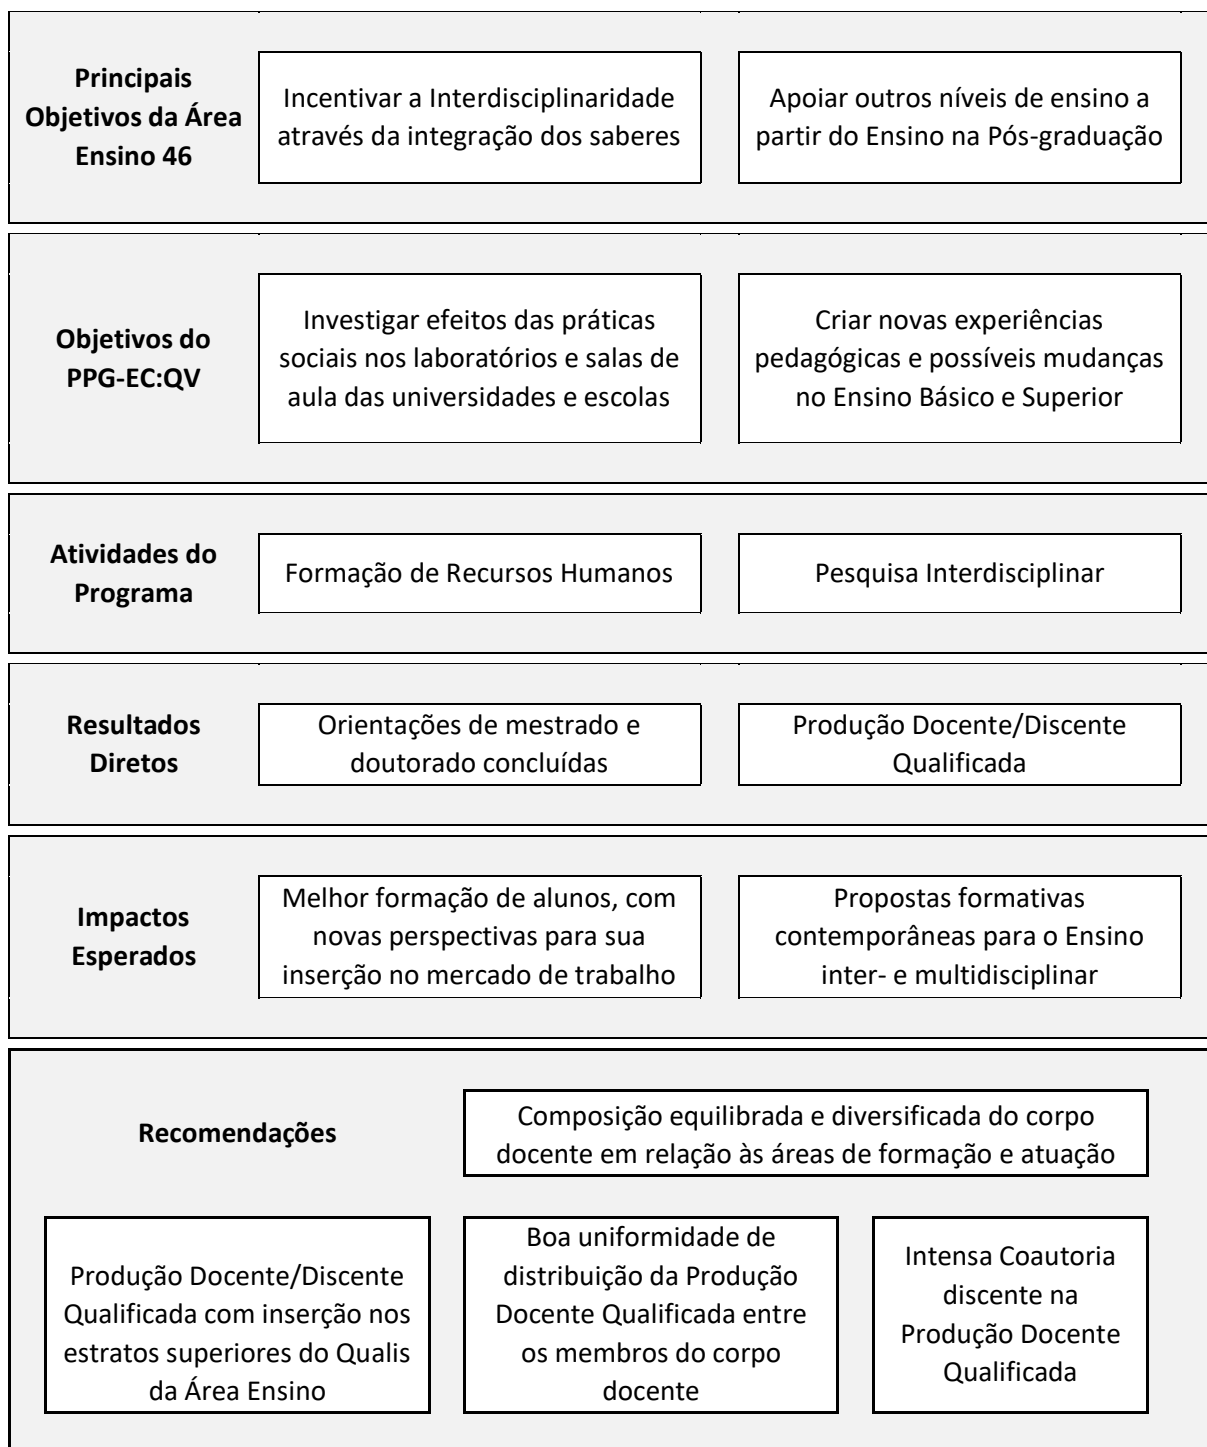 Principais
Objetivos da Área
Ensino 46
Incentivar a Interdisciplinaridade
através da integração dos saberes
Apoiar outros níveis de ensino a
partir do Ensino na Pós-graduação
Objetivos do
PPG-EC:QV
Investigar efeitos das práticas
sociais nos laboratórios e salas de
aula das universidades e escolas
Criar novas experiências
pedagógicas e possíveis mudanças
no Ensino Básico e Superior
Atividades do
Programa
Formação de Recursos Humanos
Pesquisa Interdisciplinar
Resultados
Diretos
Orientações de mestrado e
doutorado concluídas
Produção Docente/Discente
Qualificada
Impactos
Esperados
Melhor formação de alunos, com
novas perspectivas para sua
inserção no mercado de trabalho
Propostas formativas
contemporâneas para o Ensino
inter- e multidisciplinar
Recomendações
Composição equilibrada e diversificada do corpo
docente em relação às áreas de formação e atuação
Produção Docente/Discente
Qualificada com inserção nos
estratos superiores do Qualis
da Área Ensino
Boa uniformidade de
distribuição da Produção
Docente Qualificada entre
os membros do corpo
docente
Intensa Coautoria
discente na
Produção Docente
Qualificada